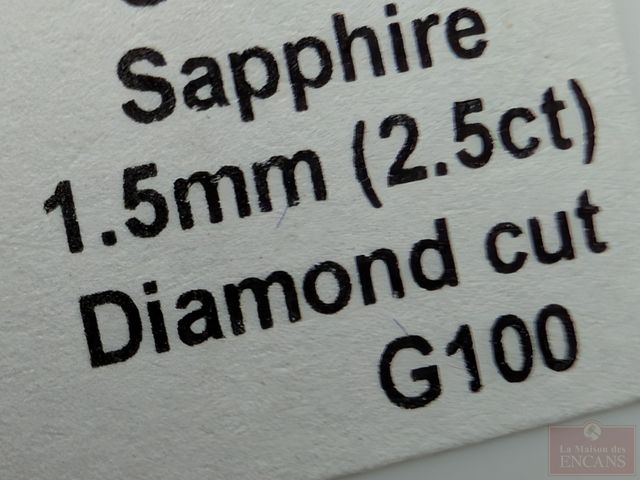 Sapphire
1.5mm (2.5ct)
Diamond cut
G100
La Maison des
ENCANS